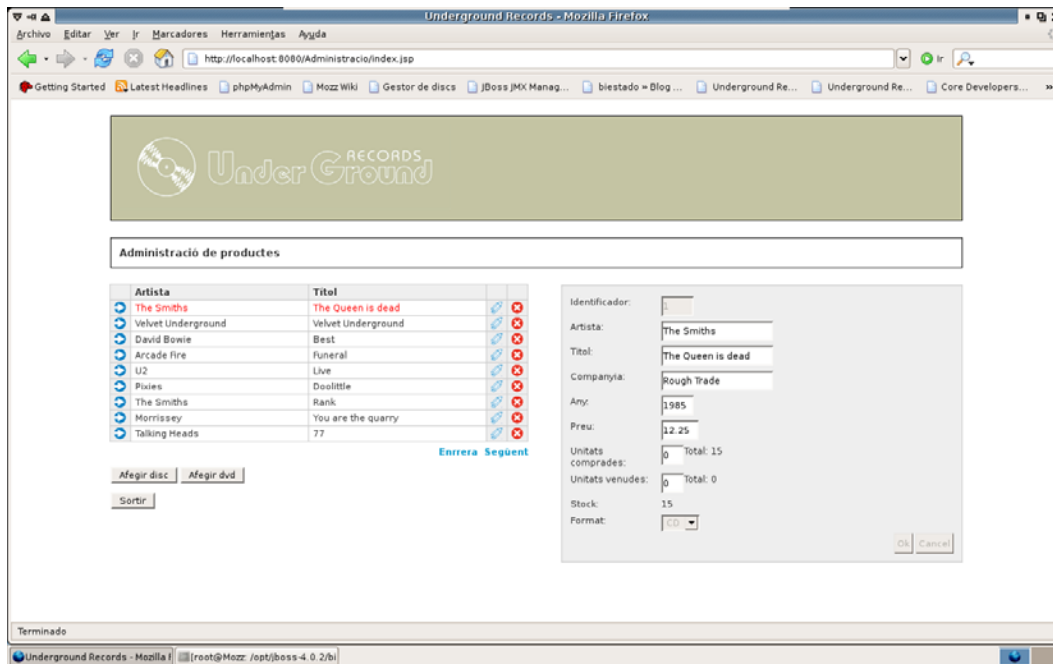 Underground Records - Mozilla Firefox
Archivo Editar Ver Ir Marcadores Herramientas Ayuda
http://localhost:8080/Administracio/index.jsp Ir
Getting Started Latest Headlines phpMyAdmin Mozz Wiki Gestor de discs JBoss JMX Manag... biestado » Blog ... Underground Re... Underground Re... Core Developers... »
RECORDS
UnderGround
Administració de productes
Artista Títol
The Smiths The Queen is dead
Velvet Underground Velvet Underground
David Bowie Best
Arcade Fire Funeral
U2 Live
Pixies Doolittle
The Smiths Rank
Morrissey You are the quarry
Talking Heads 77
Enrrera Següent
Afegir disc Afegir dvd
Sortir
Identificador: 1
Artista: The Smiths
Títol: The Queen is dead
Companyia: Rough Trade
Any: 1985
Preu: 12.25
Unitats comprades: 0 Total: 15
Unitats venudes: 0 Total: 0
Stock: 15
Format: CD
Ok Cancel
Terminado
Underground Records - Mozilla F [root@Mozz: /opt/jboss-4.0.2/bi